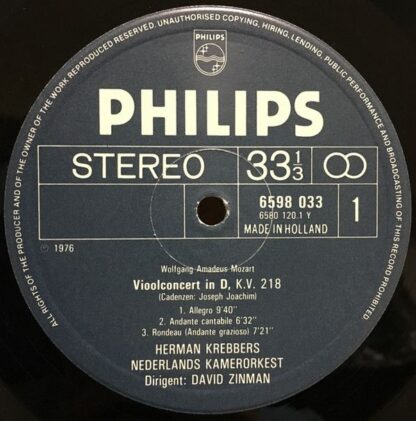 ALL RIGHTS OF THE PRODUCER AND OF THE OWNER OF THE WORK REPRODUCED RESERVED. UNAUTHORISED COPYING, HIRING, LENDING, PUBLIC PERFORMANCE AND BROADCASTING OF THIS RECORD PROHIBITED.
PHILIPS
PHILIPS
STEREO
33 1/3
6598 033
6580 120.1 Y
MADE IN HOLLAND
1
℗ 1976
Wolfgang Amadeus Mozart
Vioolconcert in D, K.V. 218
(Cadenzen: Joseph Joachim)
1. Allegro 9'40"
2. Andante cantabile 6'32"
3. Rondeau (Andante grazioso) 7'21"
HERMAN KREBBERS
NEDERLANDS KAMERORKEST
Dirigent: DAVID ZINMAN